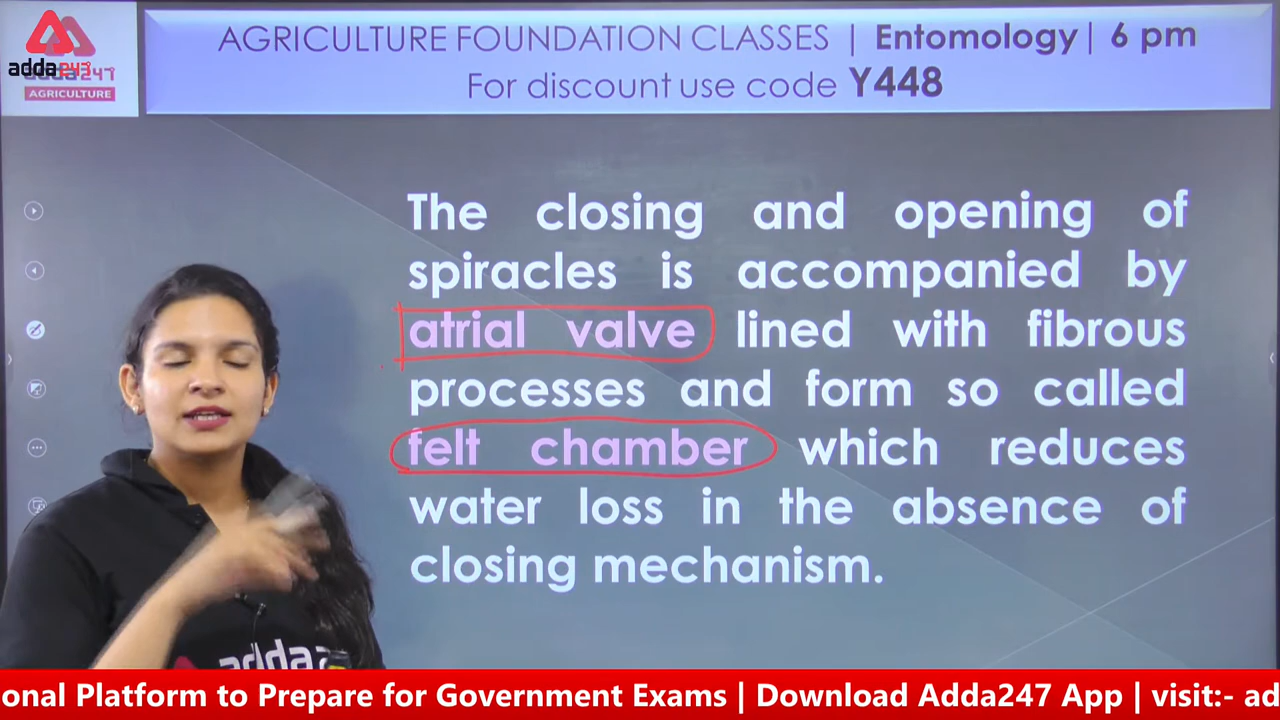 AGRICULTURE FOUNDATION CLASSES | Entomology | 6 pm
For discount use code Y448
adda247
AGRICULTURE
The closing and opening of
spiracles is accompanied by
atrial valve lined with fibrous
processes and form so called
felt chamber which reduces
water loss in the absence of
closing mechanism.
adda
onal Platform to Prepare for Government Exams | Download Adda247 App | visit:- ad